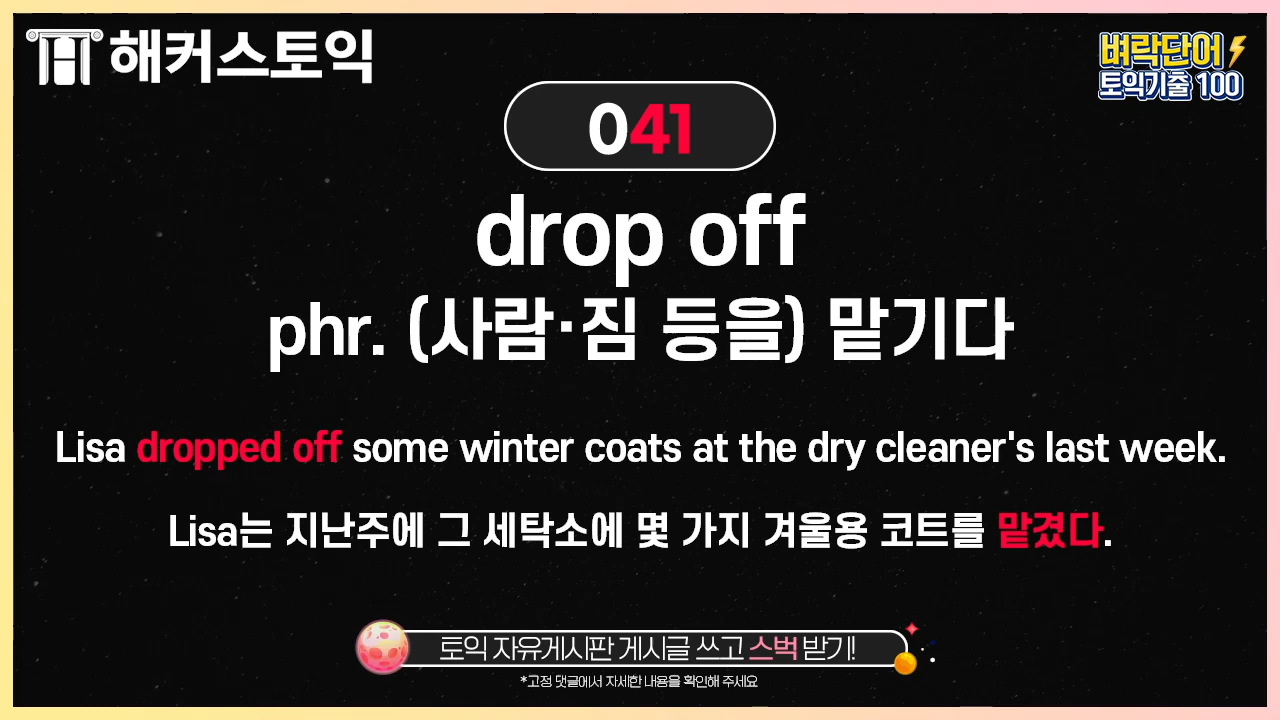 해커스토익
벼락단어
토익기출 100
041
drop off
phr. (사람·짐 등을) 맡기다
Lisa dropped off some winter coats at the dry cleaner's last week.
Lisa는 지난주에 그 세탁소에 몇 가지 겨울용 코트를 맡겼다.
토익 자유게시판 게시글 쓰고 스벅 받기!
*고정 댓글에서 자세한 내용을 확인해 주세요